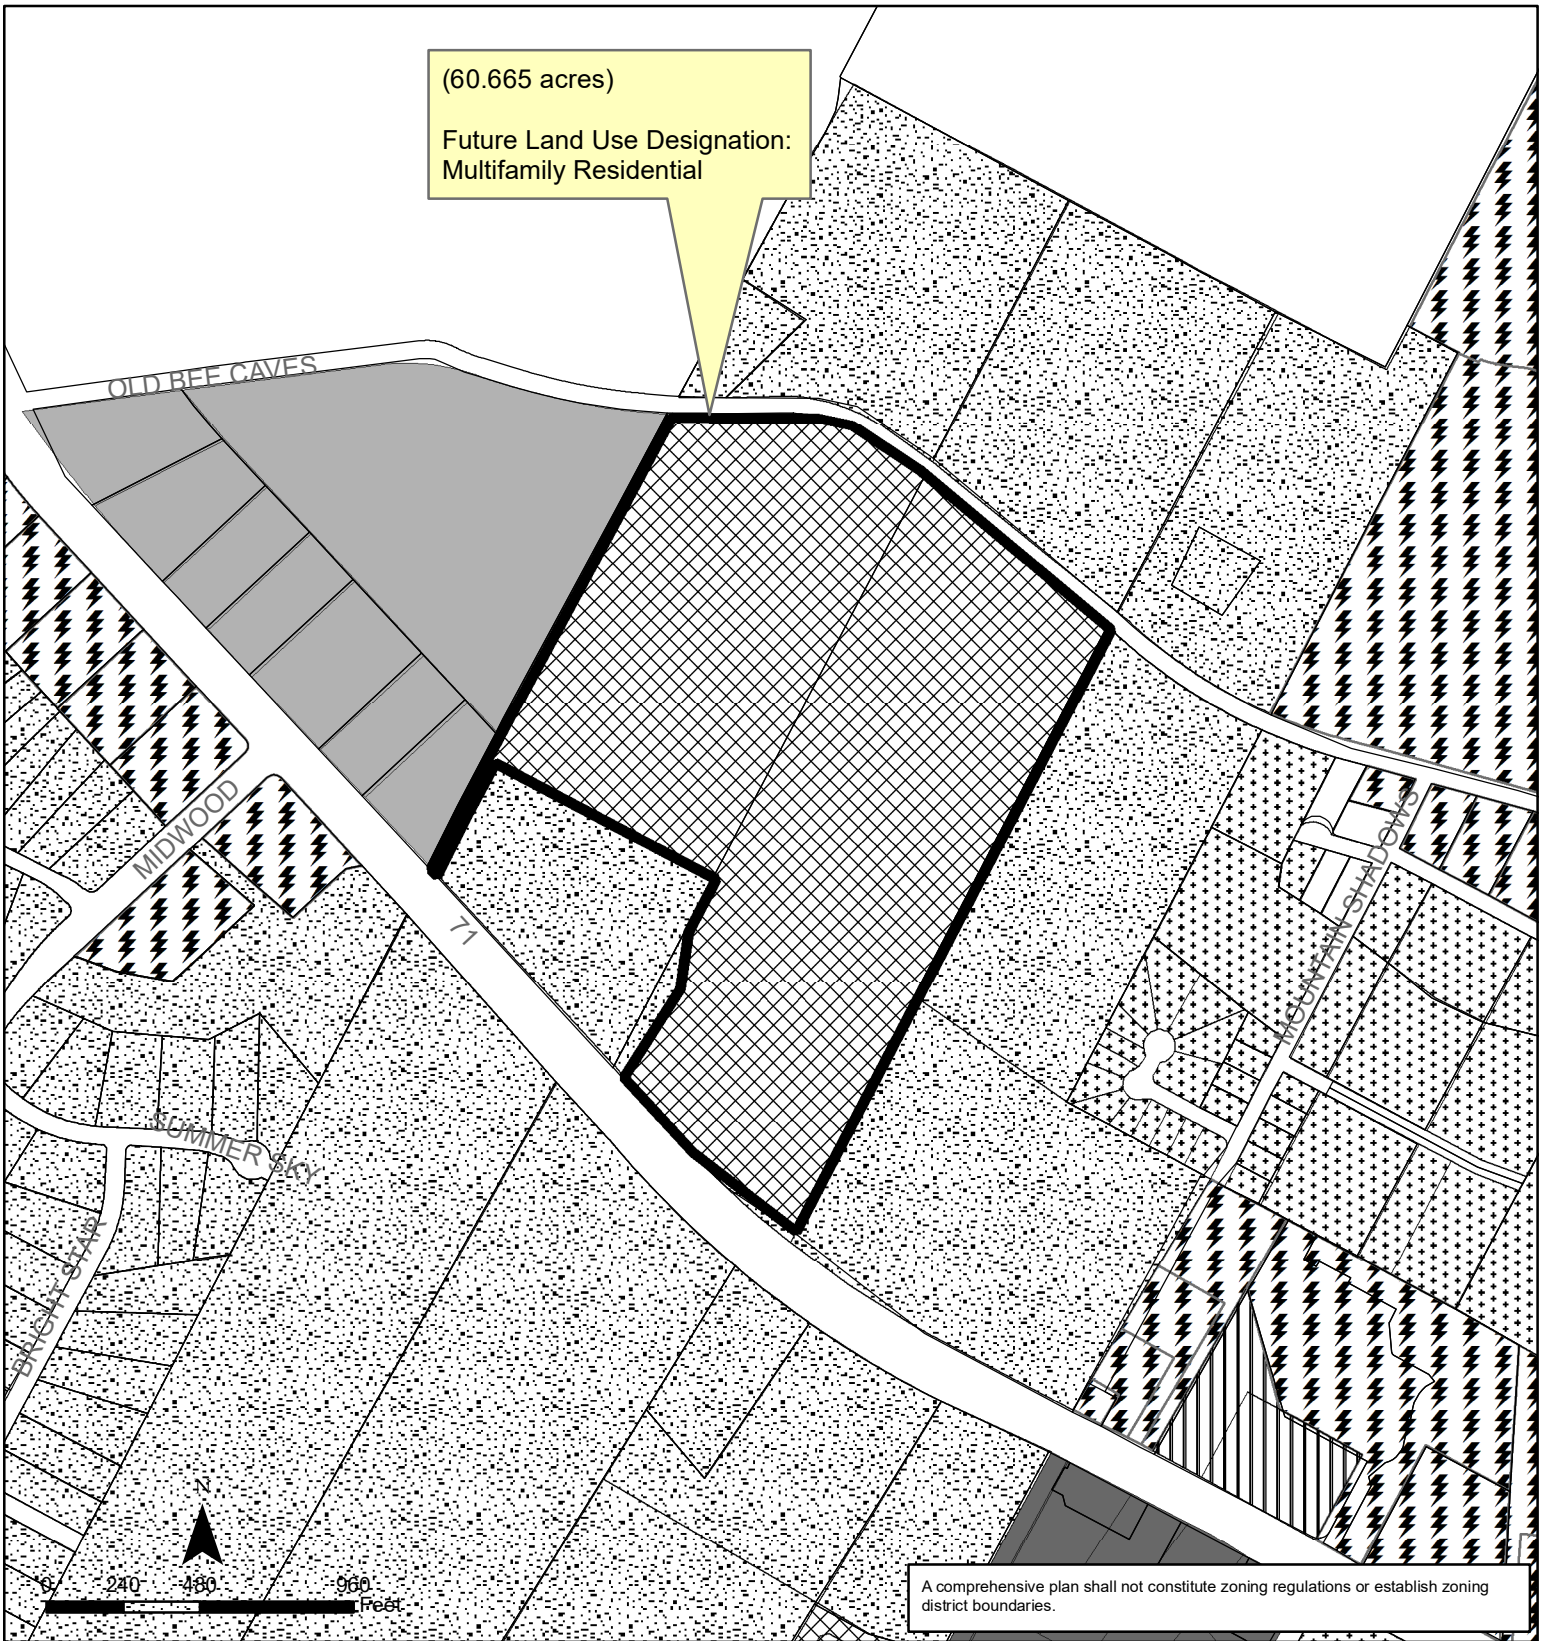 (60.665 acres)
Future Land Use Designation:
Multifamily Residential
OLD BEE CAVES
MIDWOOD
71
MOUNTAIN SHADOWS
SUMMER SKY
BRIGHT STAR
N
0 240 480 960
Feet
A comprehensive plan shall not constitute zoning regulations or establish zoning
district boundaries.